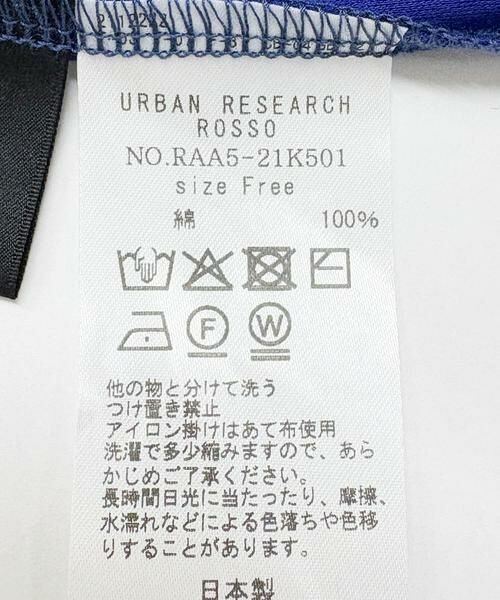 URBAN RESEARCH
ROSSO
NO.RAA5-21K501
size Free
綿 100%
F W
他の物と分けて洗う
つけ置き禁止
アイロン掛けはあて布使用
洗濯で多少縮みますので、あら
かじめご了承ください。
長時間日光に当たったり、摩擦、
水濡れなどによる色落ちや色移
りすることがあります。
日本製